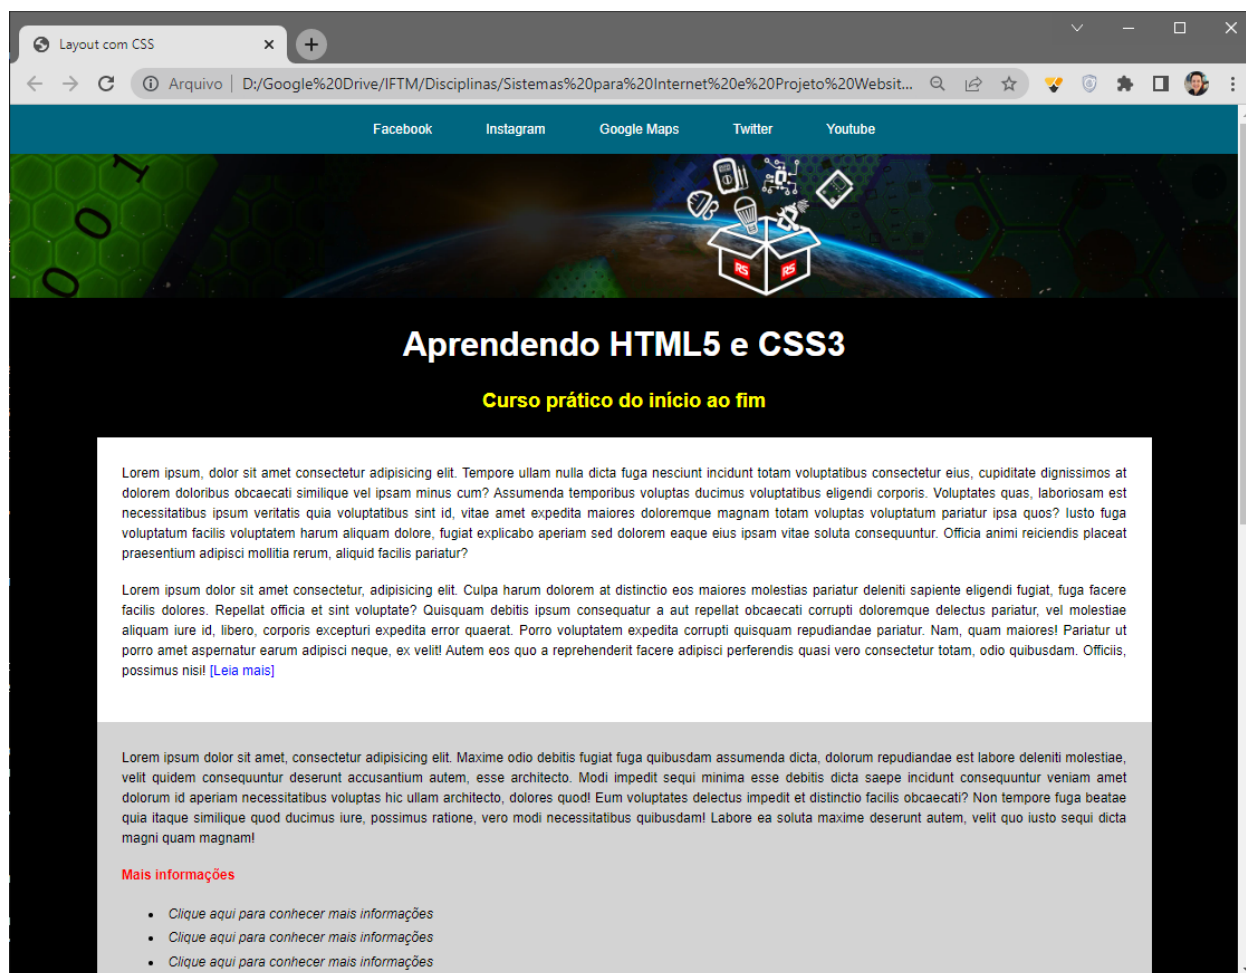 Layout com CSS
Arquivo | D:/Google%20Drive/IFTM/Disciplinas/Sistemas%20para%20Internet%20e%20Projeto%20Websit...
Facebook Instagram Google Maps Twitter Youtube
1
0
0 0
RS RS
Aprendendo HTML5 e CSS3
Curso prático do início ao fim
Lorem ipsum, dolor sit amet consectetur adipisicing elit. Tempore ullam nulla dicta fuga nesciunt incidunt totam voluptatibus consectetur eius, cupiditate dignissimos at
dolorem doloribus obcaecati similique vel ipsam minus cum? Assumenda temporibus voluptas ducimus voluptatibus eligendi corporis. Voluptates quas, laboriosam est
necessitatibus ipsum veritatis quia voluptatibus sint id, vitae amet expedita maiores doloremque magnam totam voluptas voluptatum pariatur ipsa quos? Iusto fuga
voluptatum facilis voluptatem harum aliquam dolore, fugiat explicabo aperiam sed dolorem eaque eius ipsam vitae soluta consequuntur. Officia animi reiciendis placeat
praesentium adipisci mollitia rerum, aliquid facilis pariatur?
Lorem ipsum dolor sit amet consectetur, adipisicing elit. Culpa harum dolorem at distinctio eos maiores molestias pariatur deleniti sapiente eligendi fugiat, fuga facere
facilis dolores. Repellat officia et sint voluptate? Quisquam debitis ipsum consequatur a aut repellat obcaecati corrupti doloremque delectus pariatur, vel molestiae
aliquam iure id, libero, corporis excepturi expedita error quaerat. Porro voluptatem expedita corrupti quisquam repudiandae pariatur. Nam, quam maiores! Pariatur ut
porro amet aspernatur earum adipisci neque, ex velit! Autem eos quo a reprehenderit facere adipisci perferendis quasi vero consectetur totam, odio quibusdam. Officiis,
possimus nisi! [Leia mais]
Lorem ipsum dolor sit amet, consectetur adipisicing elit. Maxime odio debitis fugiat fuga quibusdam assumenda dicta, dolorum repudiandae est labore deleniti molestiae,
velit quidem consequuntur deserunt accusantium autem, esse architecto. Modi impedit sequi minima esse debitis dicta saepe incidunt consequuntur veniam amet
dolorum id aperiam necessitatibus voluptas hic ullam architecto, dolores quod! Eum voluptates delectus impedit et distinctio facilis obcaecati? Non tempore fuga beatae
quia itaque similique quod ducimus iure, possimus ratione, vero modi necessitatibus quibusdam! Labore ea soluta maxime deserunt autem, velit quo iusto sequi dicta
magni quam magnam!
Mais informações
• Clique aqui para conhecer mais informações
• Clique aqui para conhecer mais informações
• Clique aqui para conhecer mais informações